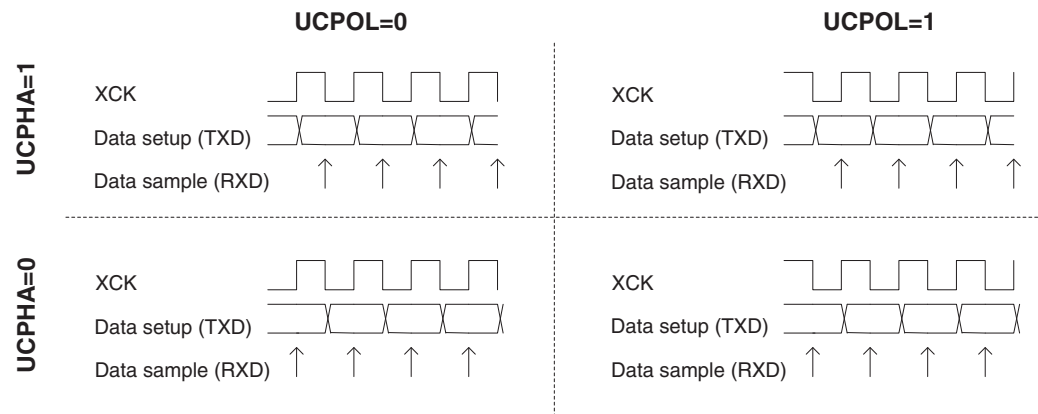 UCPOL=0 UCPOL=1
UCPHA=1
XCK
Data setup (TXD)
Data sample (RXD)
XCK
Data setup (TXD)
Data sample (RXD)
UCPHA=0
XCK
Data setup (TXD)
Data sample (RXD)
XCK
Data setup (TXD)
Data sample (RXD)